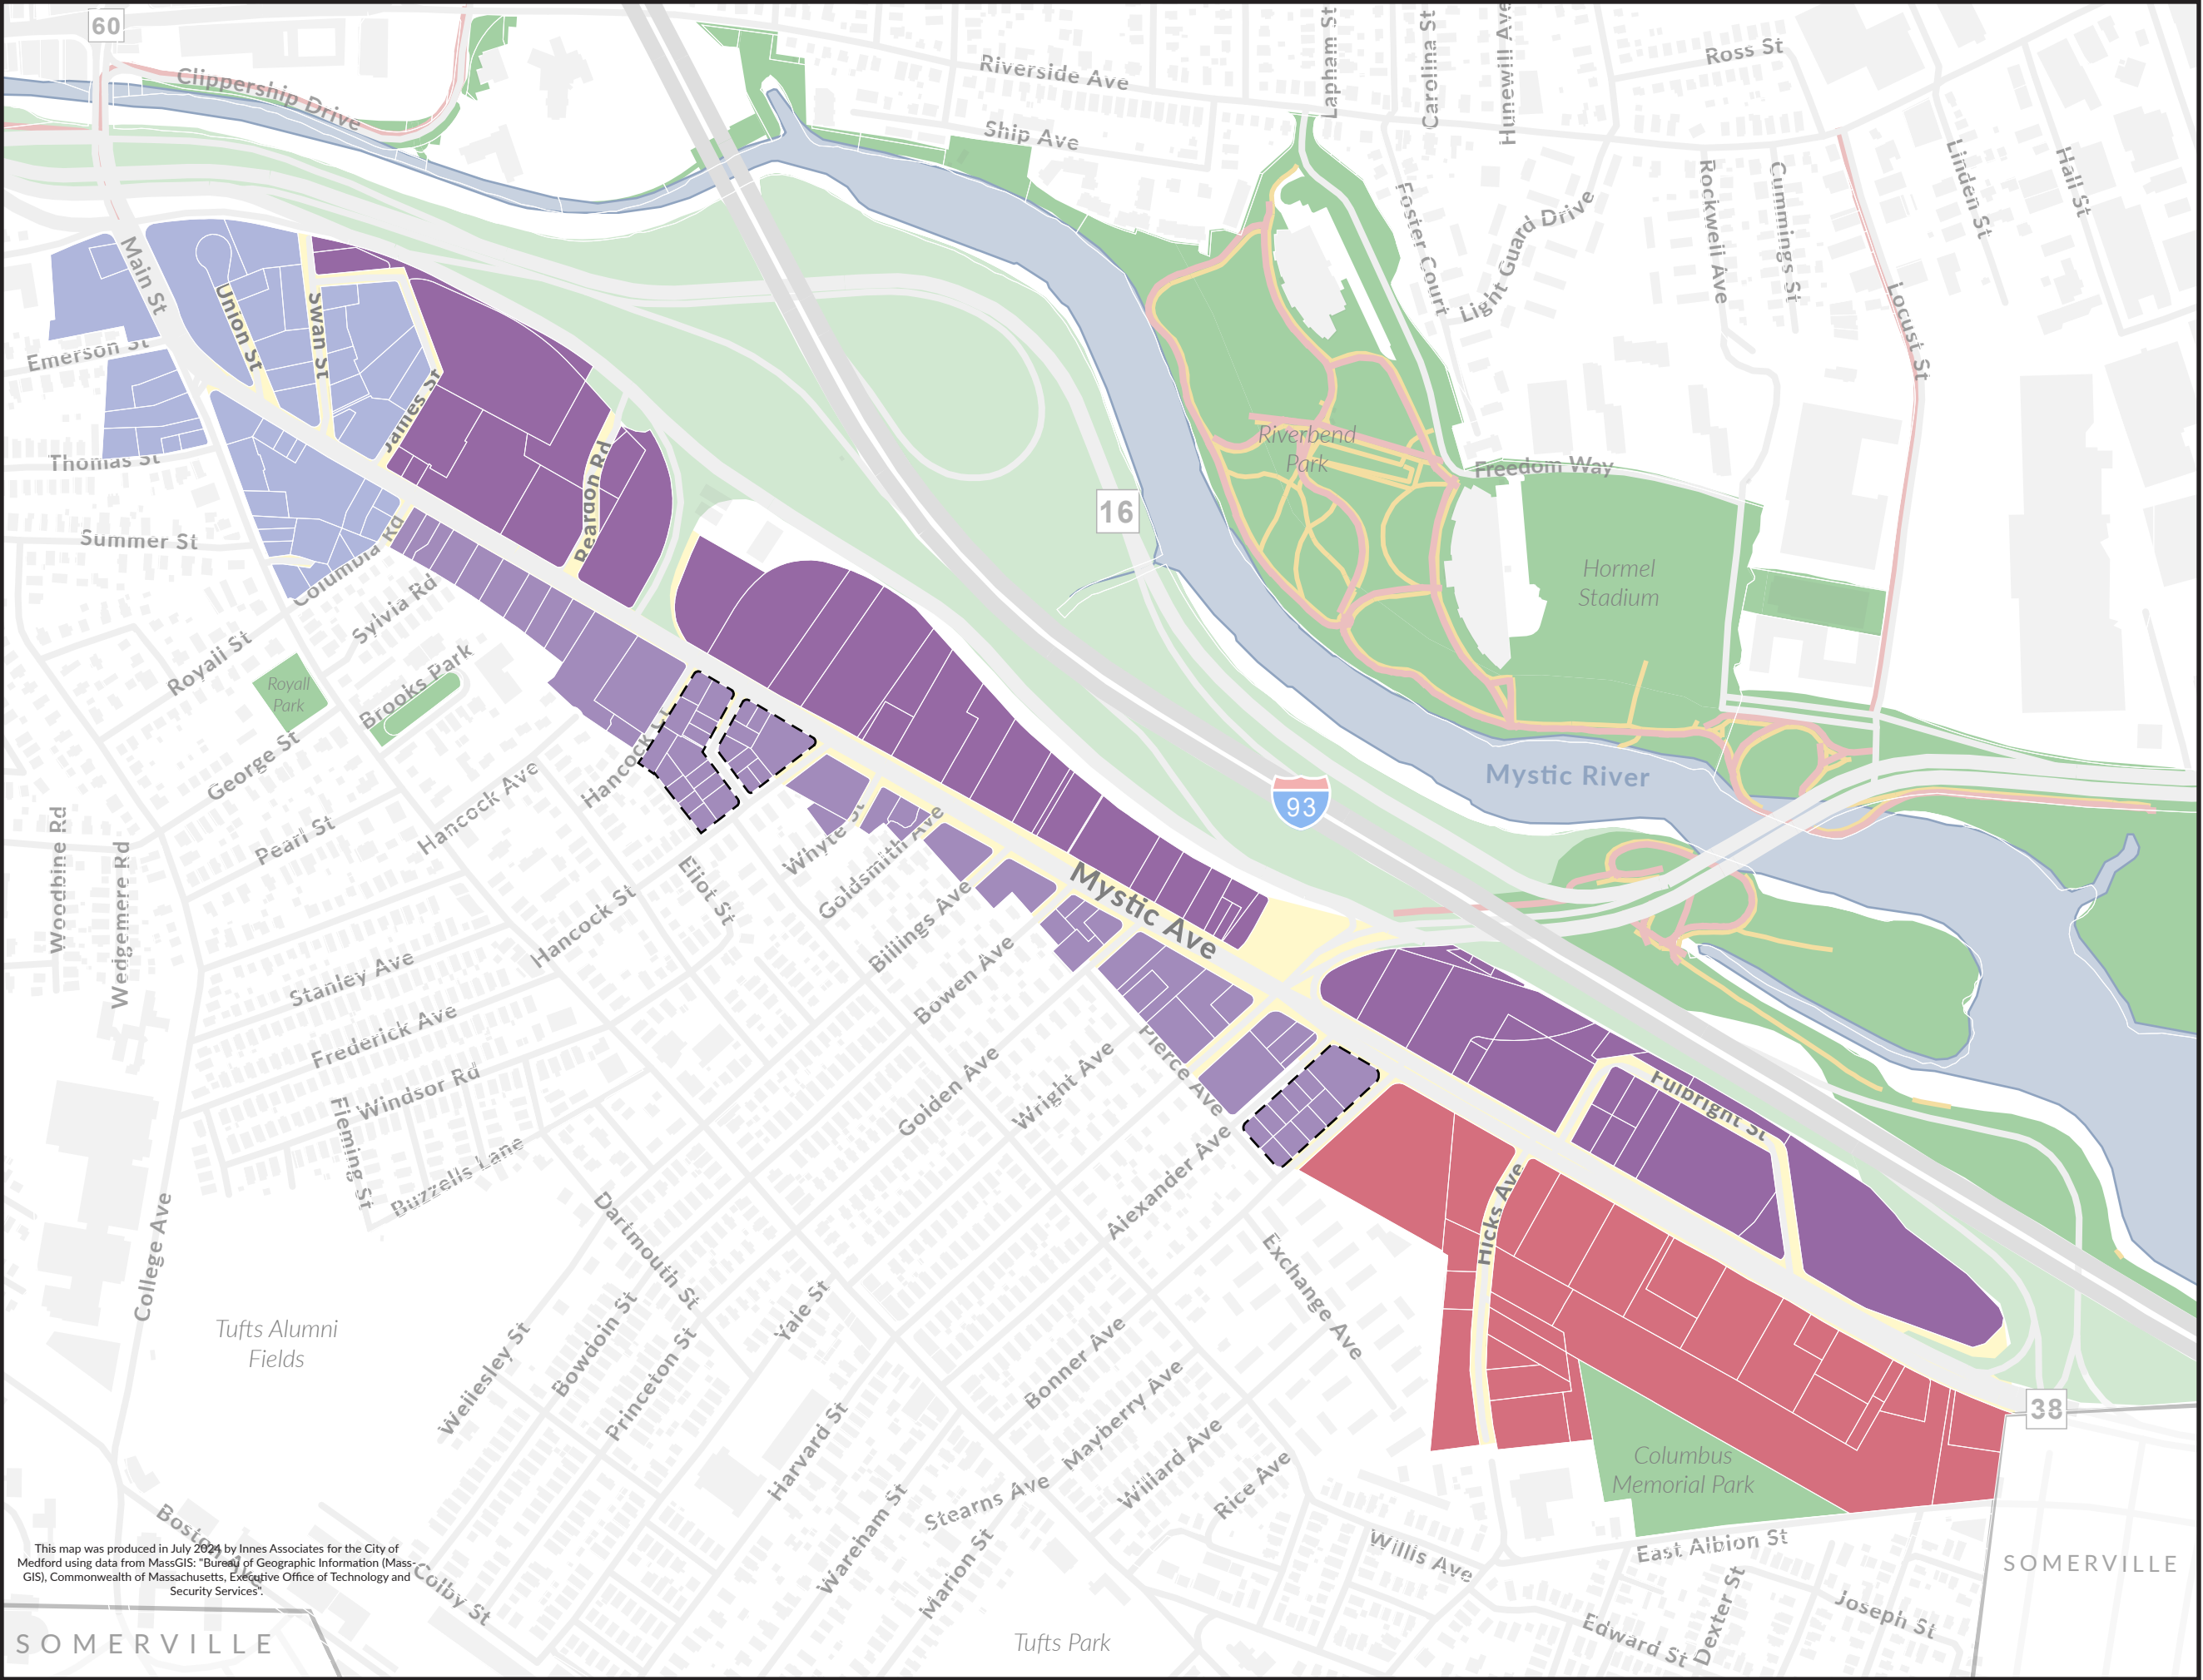 60
Clippership Drive
Riverside Ave
Ship Ave
Lapham St
Carolina St
Hunewill Ave
Ross St
Linden St
Hall St
Rockwell Ave
Cummings St
Foster Court
Light Guard Drive
Locust St
Main St
Union St
Swan St
James St
Emerson St
Thomas St
Summer St
Reardon Rd
16
Riverbend
Park
Freedom Way
Hormel
Stadium
Columbia Rd
Sylvia Rd
Royall St
Royall
Park
Brooks Park
George St
Hancock
Hancock Ave
Pearl St
Woodbine Rd
Wedgemere Rd
Eliot St
Hancock St
Whyte St
Goldsmith Ave
Billings Ave
Bowen Ave
Mystic Ave
93
Mystic River
Stanley Ave
Frederick Ave
Windsor Rd
Fleming St
Buzzells Lane
Golden Ave
Wright Ave
Pierce Ave
Alexander Ave
Fulbright St
Hicks Ave
College Ave
Dartmouth St
Exchange Ave
Tufts Alumni
Fields
Wellesley St
Bowdoin St
Princeton St
Yale St
Harvard St
Bonner Ave
Mayberry Ave
Willard Ave
Rice Ave
Stearns Ave
Wareham St
Marion St
38
Columbus
Memorial Park
Willis Ave
East Albion St
Edward St
Dexter St
Joseph St
SOMERVILLE
Boston Ave
Colby St
This map was produced in July 2024 by Innes Associates for the City of
Medford using data from MassGIS: "Bureau of Geographic Information (Mass-
GIS), Commonwealth of Massachusetts, Executive Office of Technology and
Security Services".
SOMERVILLE
Tufts Park